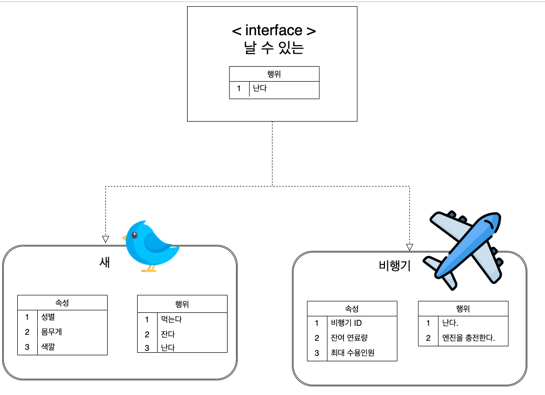 < interface >
날 수 있는
행위
1 난다
새
속성
1 성별
2 몸무게
3 색깔
행위
1 먹는다
2 잔다
3 난다
비행기
속성
1 비행기 ID
2 잔여 연료량
3 최대 수용인원
행위
1 난다.
2 엔진을 충전한다.